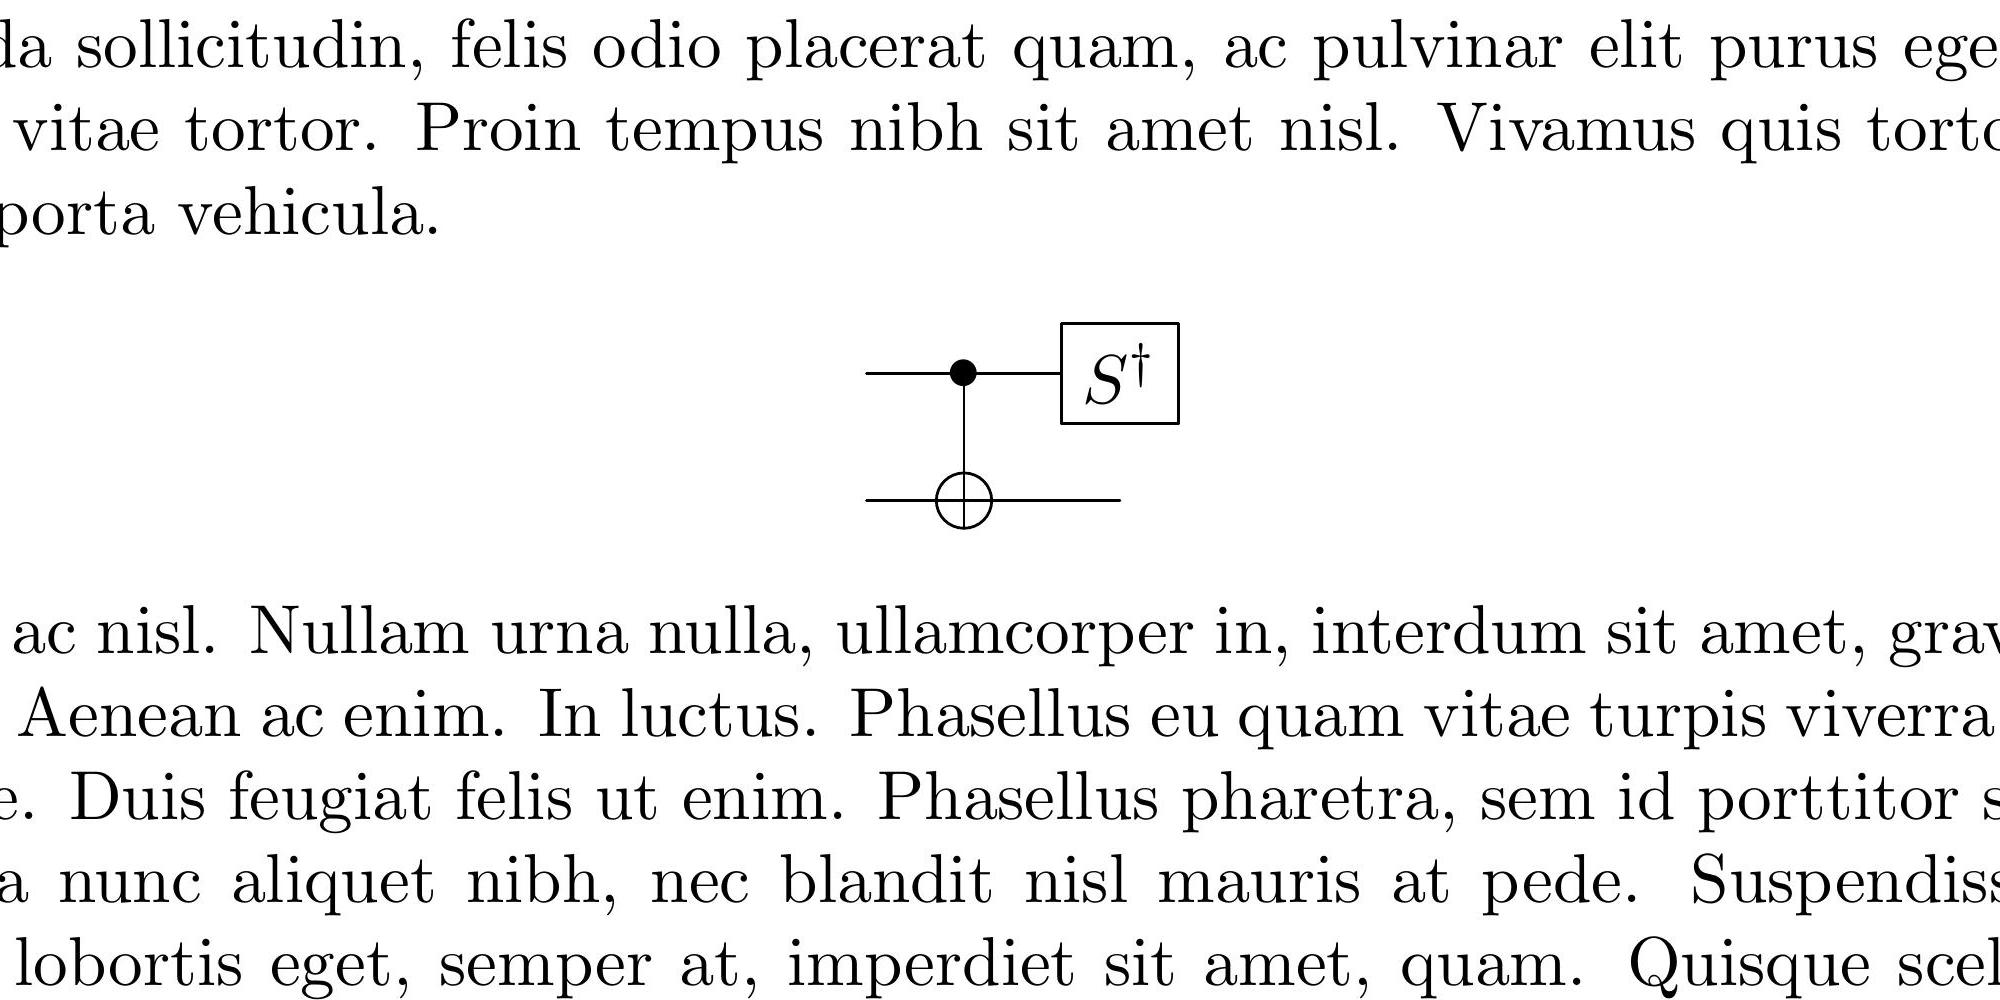 da sollicitudin, felis odio placerat quam, ac pulvinar elit purus ege
vitae tortor. Proin tempus nibh sit amet nisl. Vivamus quis torto
porta vehicula.
S†
ac nisl. Nullam urna nulla, ullamcorper in, interdum sit amet, grav
Aenean ac enim. In luctus. Phasellus eu quam vitae turpis viverra
e. Duis feugiat felis ut enim. Phasellus pharetra, sem id porttitor s
a nunc aliquet nibh, nec blandit nisl mauris at pede. Suspendiss
lobortis eget, semper at, imperdiet sit amet, quam. Quisque scel